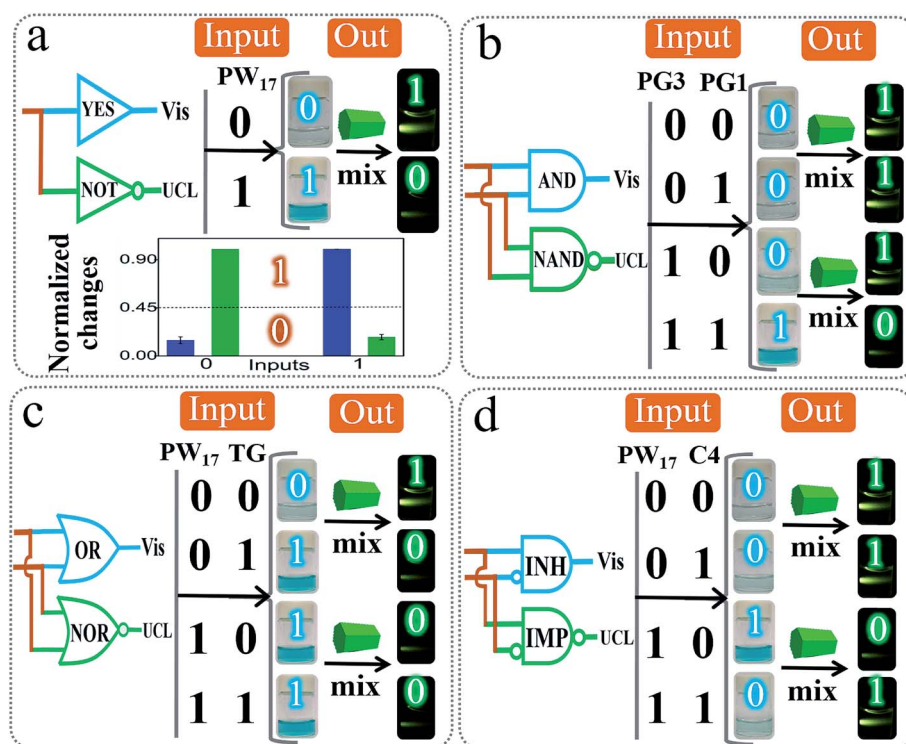 a
Input
Out
PW17
YES
Vis
NOT
UCL
0
1
0
1
mix
1
0
Normalized
changes
0.90
0.45
0.00
1
0
0
Inputs
1
b
Input
Out
PG3 PG1
AND
Vis
NAND
UCL
0 0
0 1
1 0
1 1
0
0
0
1
mix
mix
1
1
1
0
c
Input
Out
PW17 TG
OR
Vis
NOR
UCL
0 0
0 1
1 0
1 1
0
1
1
1
mix
mix
1
0
0
0
d
Input
Out
PW17 C4
INH
Vis
IMP
UCL
0 0
0 1
1 0
1 1
0
0
1
0
mix
mix
1
1
0
1